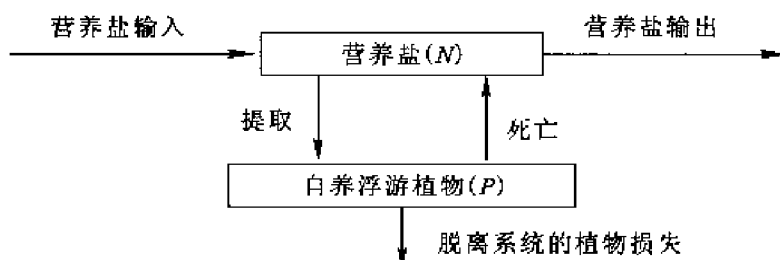 营养盐输入
营养盐输出
营养盐(N)
提取
死亡
自养浮游植物(P)
脱离系统的植物损失